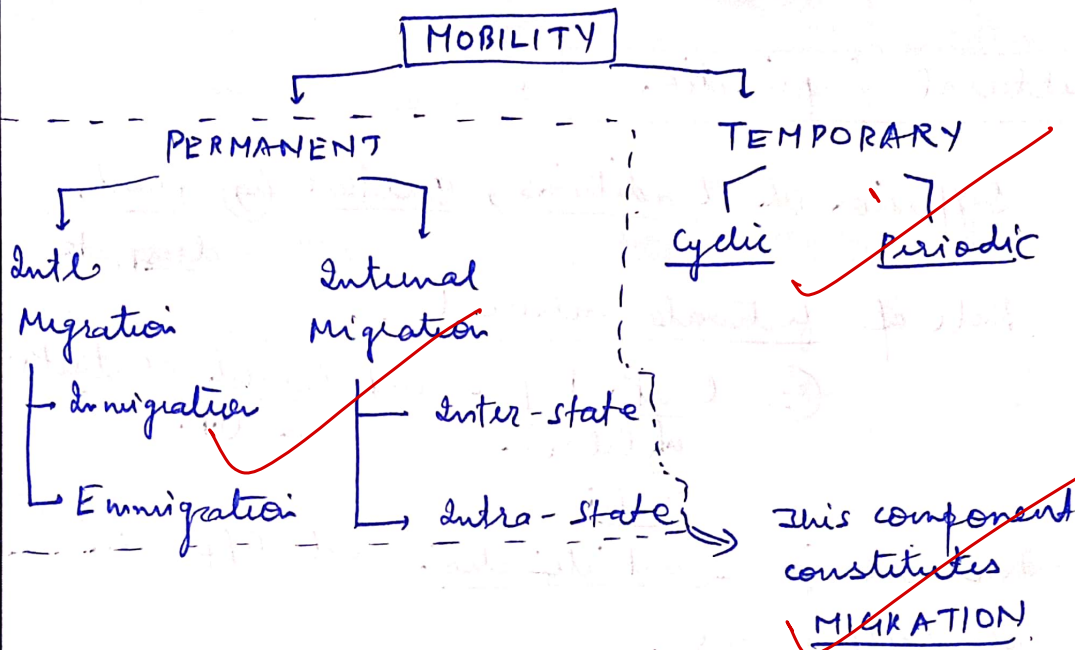 MOBILITY
PERMANENT
TEMPORARY
Cyclic
Periodic
Intl
Migration
Internal
Migration
Immigration
Inter-state
Emmigration
Intra-state
This component
constitutes
MIGRATION